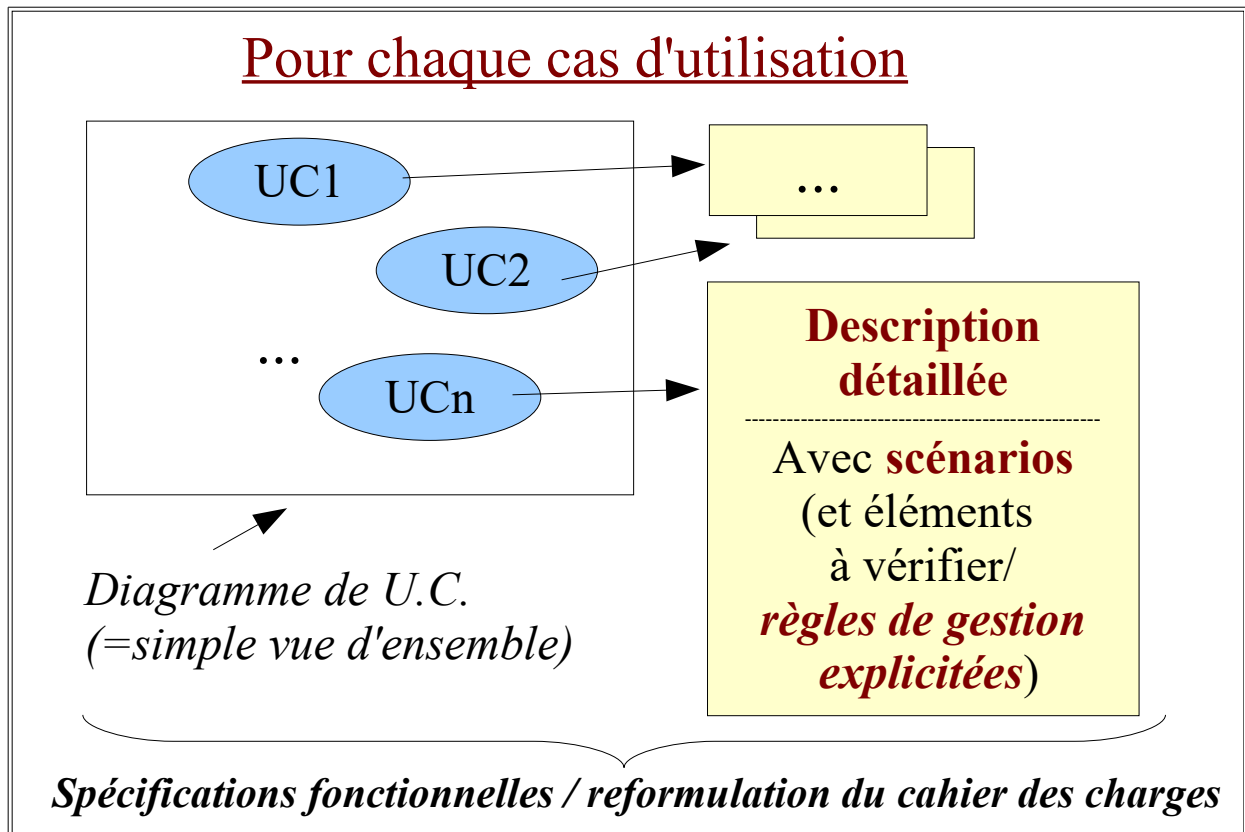 Pour chaque cas d'utilisation
UC1
...
UC2
...
UCn
Description
détaillée
Avec scénarios
(et éléments
à vérifier/
règles de gestion
explicitées)
Diagramme de U.C.
(=simple vue d'ensemble)
Spécifications fonctionnelles / reformulation du cahier des charges